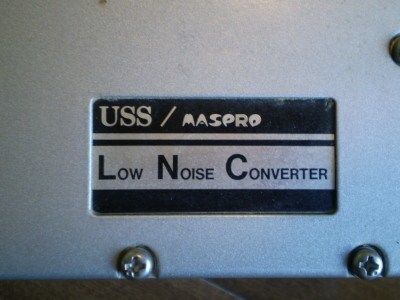 USS / MASPRO
LOW NOISE CONVERTER